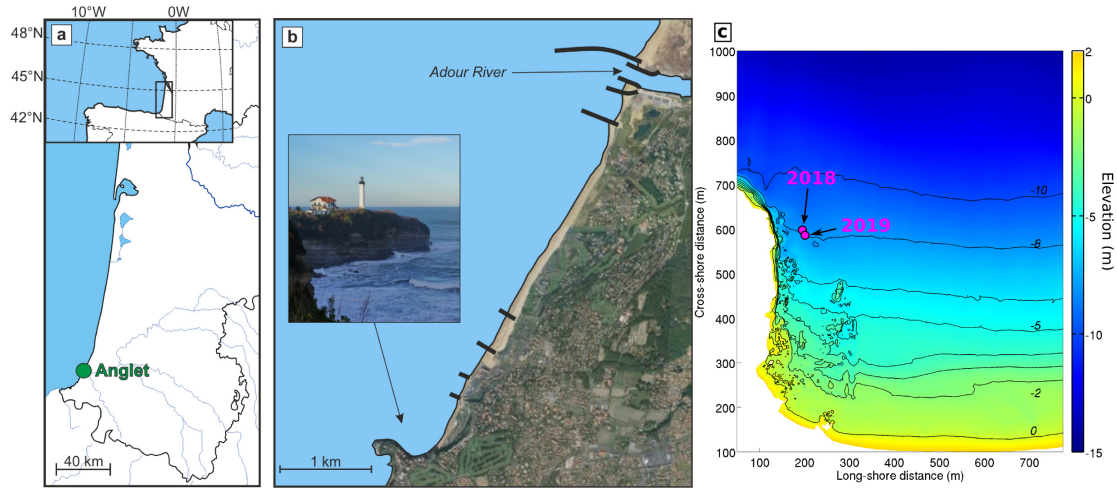 10°W 0°W
48°N
45°N
42°N
a
Anglet
40 km
b
Adour River
1 km
c
1000
900
800
700
600
500
400
300
200
100
Cross-shore distance (m)
100 200 300 400 500 600 700
Long-shore distance (m)
2018
2019
-10
-8
-5
-2
0
2
0
-5
-10
-15
Elevation (m)